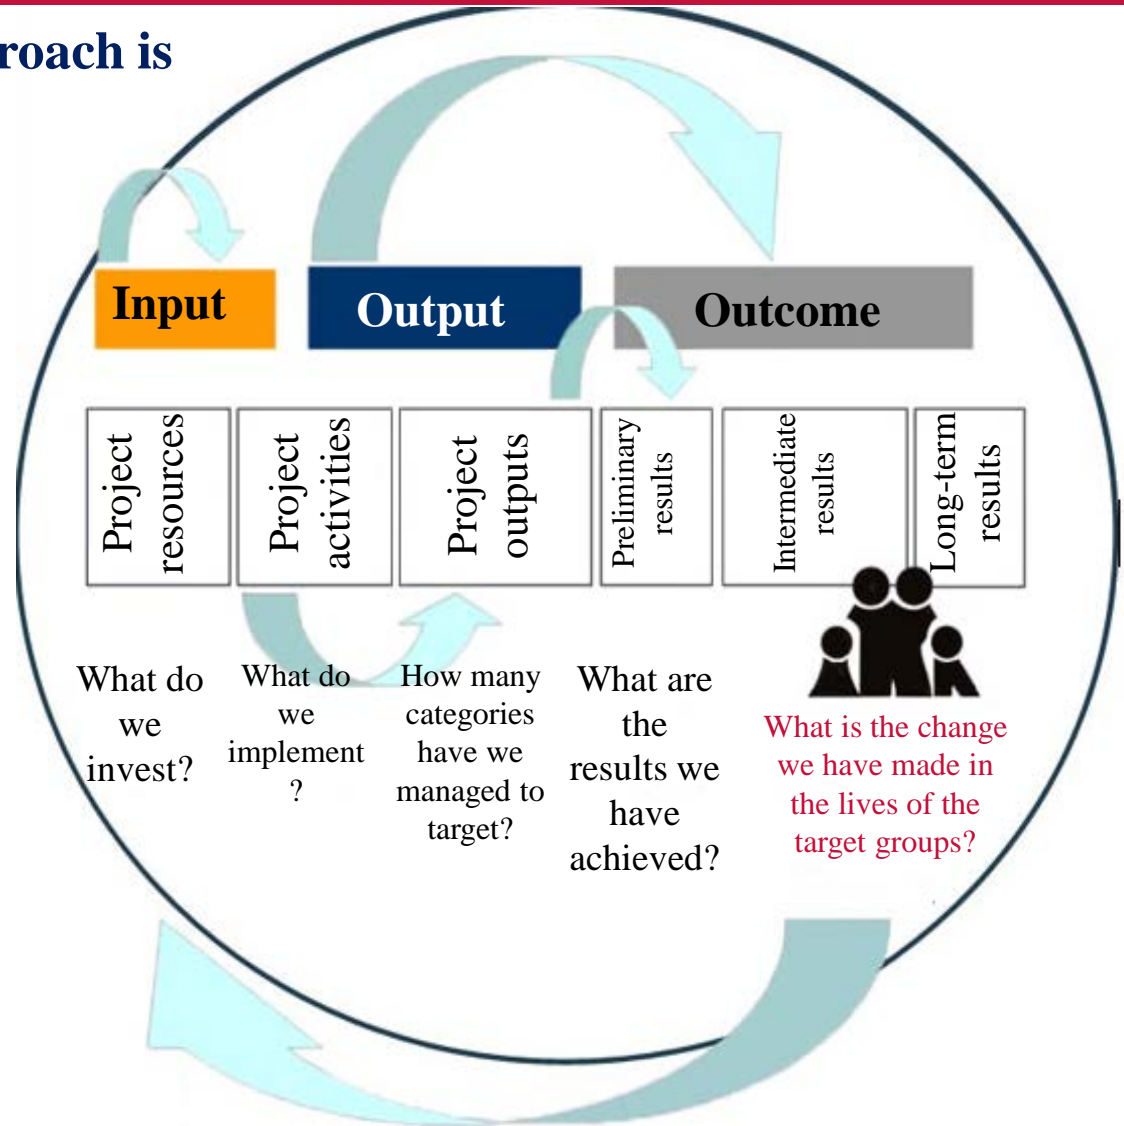 roach is
Input
Output
Outcome
Project
resources
Project
activities
Project
outputs
Preliminary
results
Intermediate
results
Long-term
results
What do
we
invest?
What do
we
implement
?
How many
categories
have we
managed to
target?
What are
the
results we
have
achieved?
What is the change
we have made in
the lives of the
target groups?